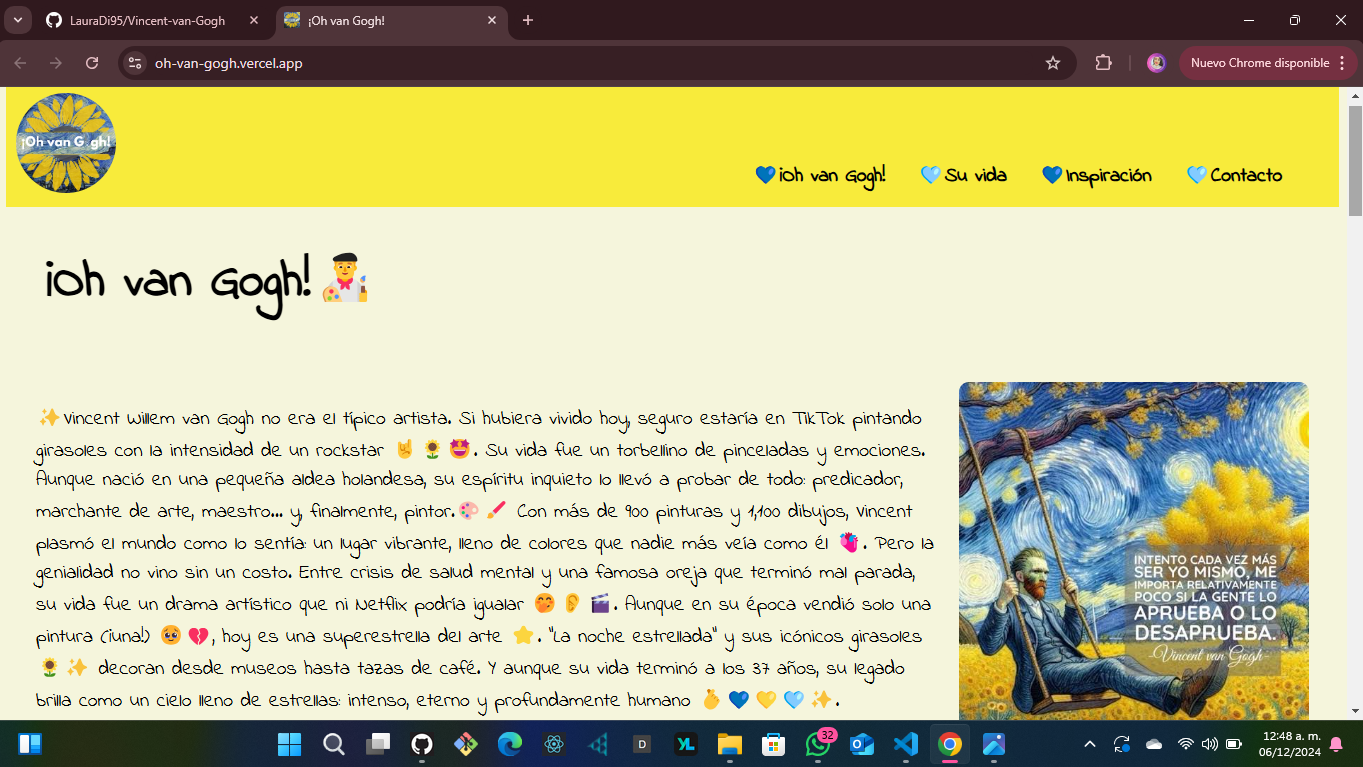 LauraDi95/Vincent-van-Gogh
¡Oh van Gogh!
oh-van-gogh.vercel.app
Nuevo Chrome disponible
¡Oh van G gh!
💙¡Oh van Gogh!
🩵Su vida
💙Inspiración
🩵Contacto
¡Oh van Gogh!👨‍🎨
✨Vincent Willem van Gogh no era el típico artista. Si hubiera vivido hoy, seguro estaría en TikTok pintando
girasoles con la intensidad de un rockstar 🤘🌻🤩. Su vida fue un torbellino de pinceladas y emociones.
Aunque nació en una pequeña aldea holandesa, su espíritu inquieto lo llevó a probar de todo: predicador,
marchante de arte, maestro... y, finalmente, pintor.🎨🖌️ Con más de 900 pinturas y 1,100 dibujos, Vincent
plasmó el mundo como lo sentía: un lugar vibrante, lleno de colores que nadie más veía como él 🫀. Pero la
genialidad no vino sin un costo. Entre crisis de salud mental y una famosa oreja que terminó mal parada,
su vida fue un drama artístico que ni Netflix podría igualar 🤭👂🎬. Aunque en su época vendió solo una
pintura (¡una!) 🥺💔, hoy es una superestrella del arte ⭐. "La noche estrellada" y sus icónicos girasoles
🌻✨ decoran desde museos hasta tazas de café. Y aunque su vida terminó a los 37 años, su legado
brilla como un cielo lleno de estrellas: intenso, eterno y profundamente humano 🫰💙💛🩵✨.
INTENTO CADA VEZ MÁS
SER YO MISMO, ME
IMPORTA RELATIVAMENTE
POCO SI LA GENTE LO
APRUEBA O LO
DESAPRUEBA.
-Vincent van Gogh-
D
YL
32
12:48 a. m.
06/12/2024